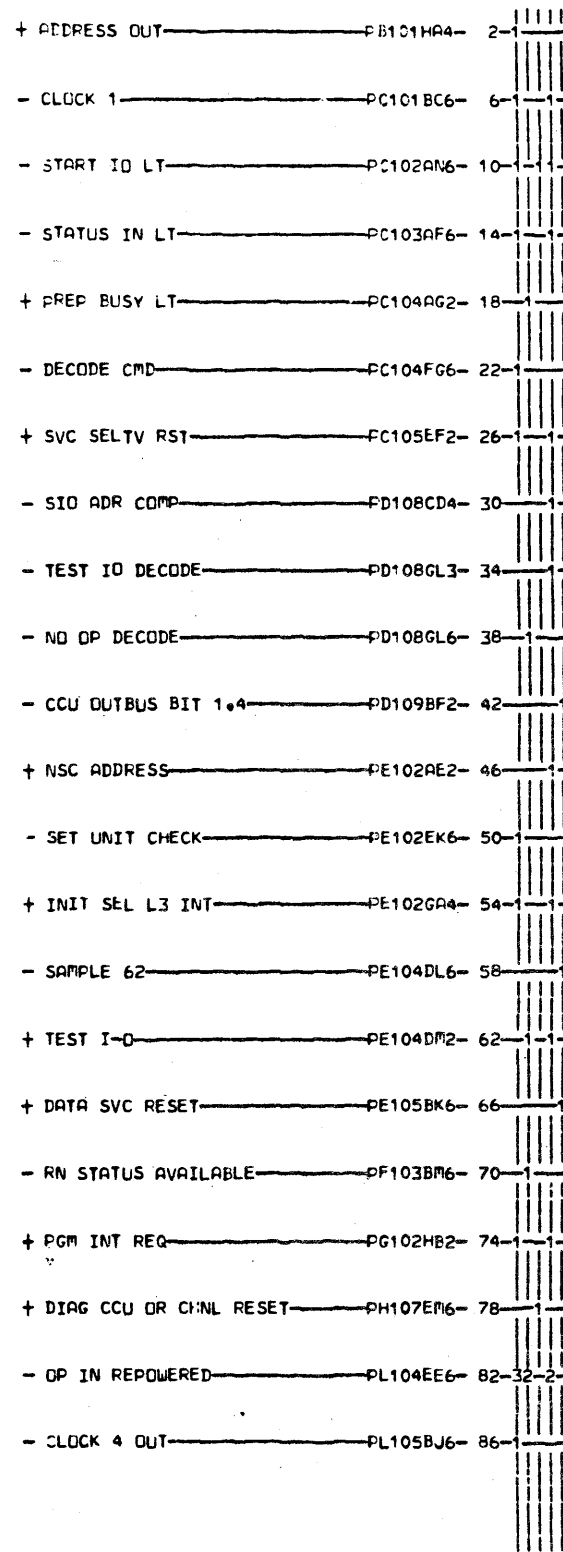 + ADDRESS OUT PB101HA4- 2-1
- CLOCK 1 PC101BC6- 6-1-1-
- START IO LT PC102AN6- 10-1-11-
- STATUS IN LT PC103AF6- 14-1-1-
+ PREP BUSY LT PC104AG2- 18-1-
- DECODE CMD PC104FG6- 22-1-
+ SVC SELTV RST PC105EF2- 26-1-1-
- SIO ADR COMP PD108CD4- 30-1-
- TEST IO DECODE PD108GL3- 34-1-
- NO OP DECODE PD108GL6- 38-1-
- CCU OUTBUS BIT 1.4 PD109BF2- 42-1
+ NSC ADDRESS PE102AE2- 46-1-
- SET UNIT CHECK PE102EK6- 50-1-
+ INIT SEL L3 INT PE102GA4- 54-1-1-
- SAMPLE 62 PE104DL6- 58-1
+ TEST I-O PE104DM2- 62-1-1-
+ DATA SVC RESET PE105BK6- 66-1
- RN STATUS AVAILABLE PF103BM6- 70-1-
+ PGM INT REQ PG102HB2- 74-1-1-
+ DIAG CCU OR CHNL RESET PH107EM6- 78-1-
- OP IN REPOWERED PL104EE6- 82-32-2-
- CLOCK 4 OUT PL105BJ6- 86-1-